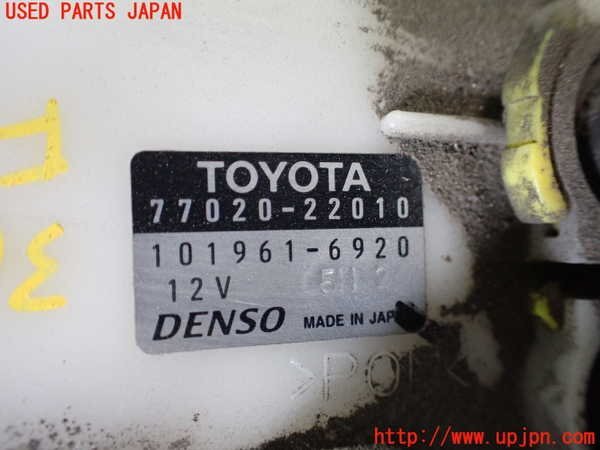 USED PARTS JAPAN
TOYOTA
77020-22010
101961-6920
12V
DENSO MADE IN JAPAN
http://www.upjpn.com